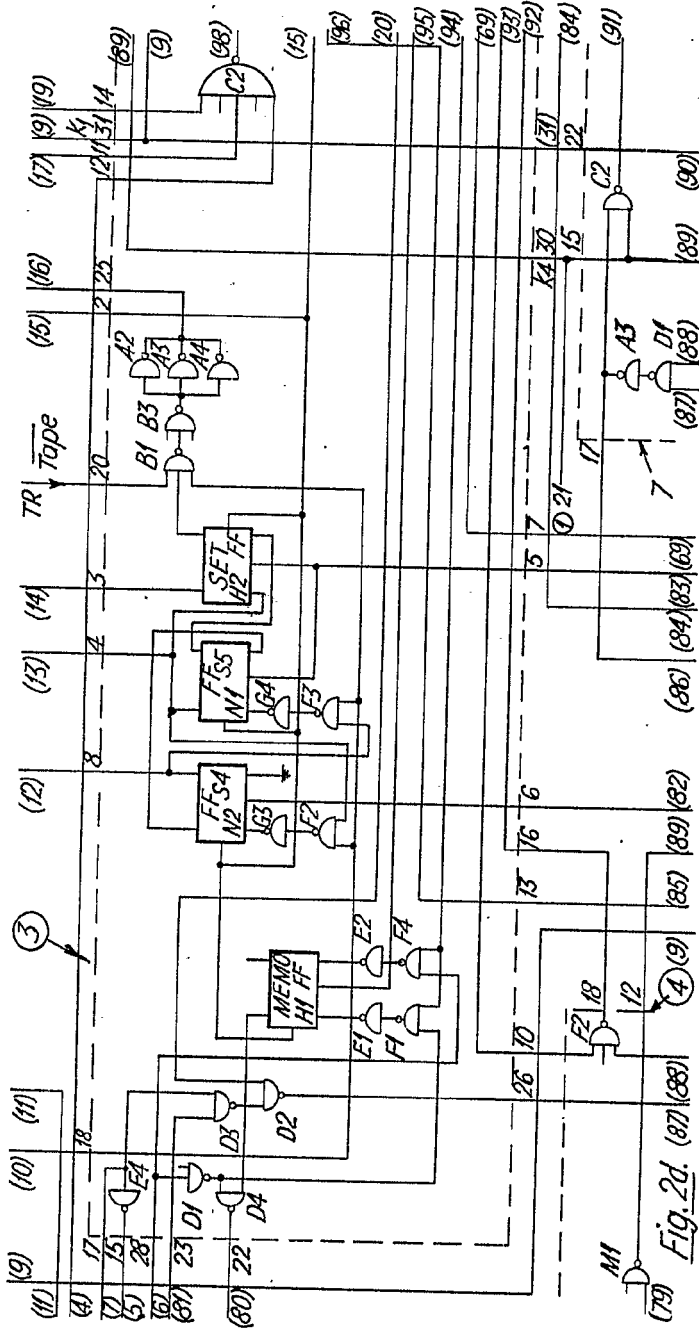 (9) (10) (11) (12) (13) (14) TR Tape (15) (16) (17) (9) (19)
3
18 8 4 3 20 2 25 12 11 31 14
K1
(89)
(9)
(98)
C2
(15)
(96)
(20)
(95)
(94)
(69)
(93)
(92)
(84)
(91)
(11)
(4)
(7)
(5)
(6)
(81)
(80)
17
15
28
23
22
E4
D1
D3
D2
D4
MEMO
H1 FF
E1 E2
F1 F4
FF S4
N2
G3
F2
FF S5
N1
G4
F3
SET
H2 FF
B1 B3
A2
A3
A4
26 10 13 16 6 5 7
1 21
K4 30 (31)
15 22
C2
A3
D1
17
7
F2 18
12
4
M1
(79)
(87) (88) (9) (85) (89) (82) (86) (84) (83) (69) (87) (88) (89) (90)
Fig. 2d.